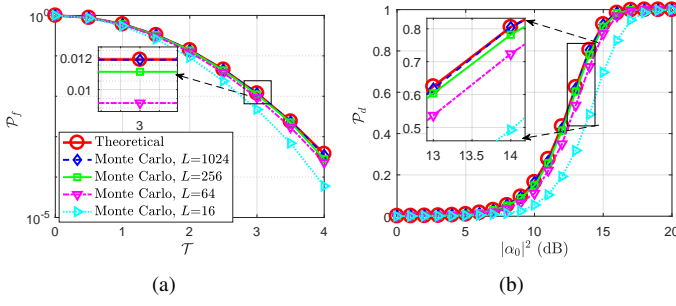 10^0
10^-5
P_f
0.012
0.01
3
Theoretical
Monte Carlo, L=1024
Monte Carlo, L=256
Monte Carlo, L=64
Monte Carlo, L=16
0 1 2 3 4
T
(a)
1
0.8
0.6
0.4
0.2
0
P_d
0.9
0.8
0.7
0.6
0.5
13 13.5 14
0 5 10 15 20
|α_0|^2 (dB)
(b)